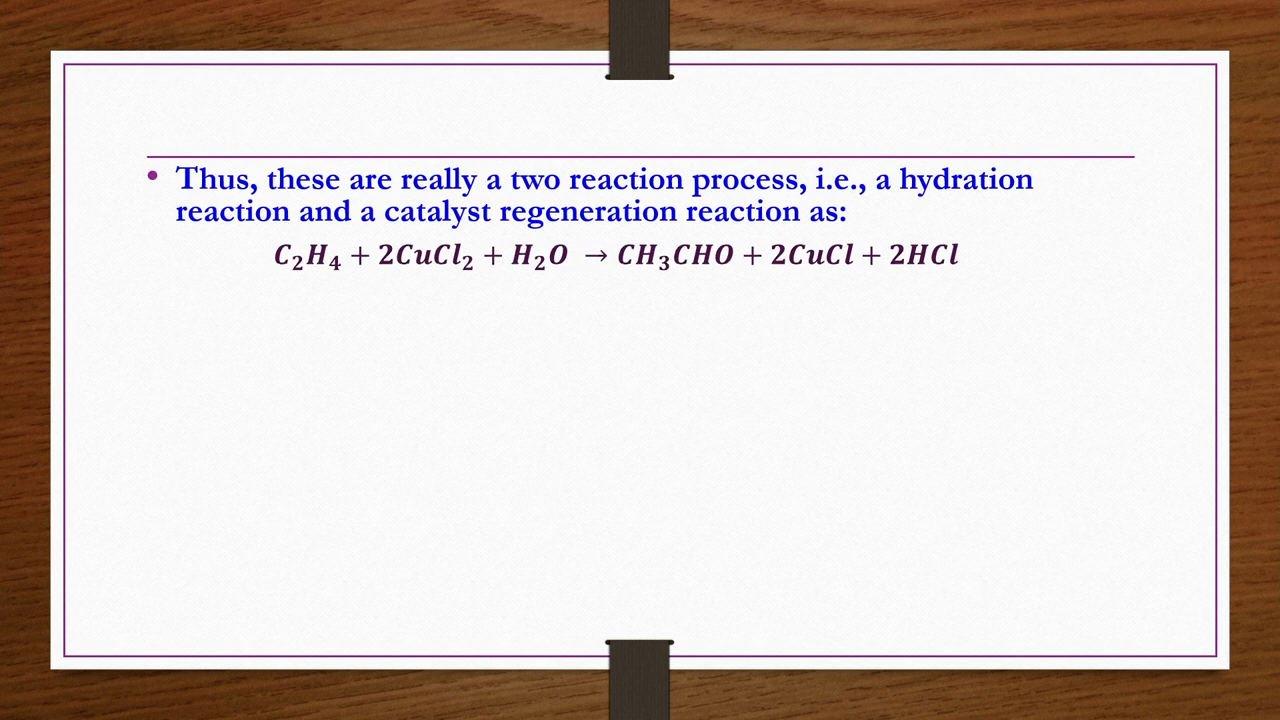 • Thus, these are really a two reaction process, i.e., a hydration
reaction and a catalyst regeneration reaction as:
C₂H₄ + 2CuCl₂ + H₂O → CH₃CHO + 2CuCl + 2HCl